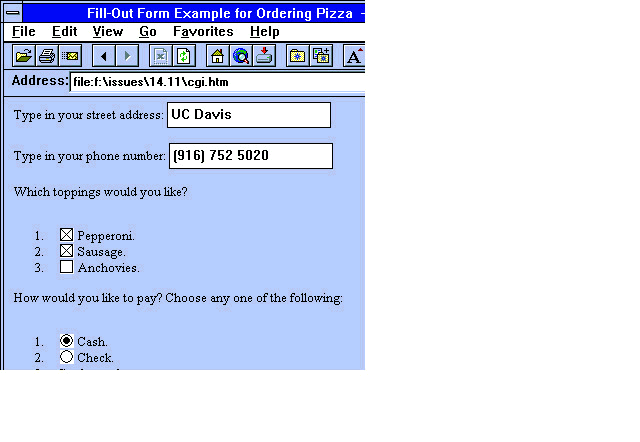 Fill-Out Form Example for Ordering Pizza -
File Edit View Go Favorites Help
A
Address: file:f:\issues\14.11\cgi.htm
Type in your street address: UC Davis
Type in your phone number: (916) 752 5020
Which toppings would you like?
1. Pepperoni.
2. Sausage.
3. Anchovies.
How would you like to pay? Choose any one of the following:
1. Cash.
2. Check.